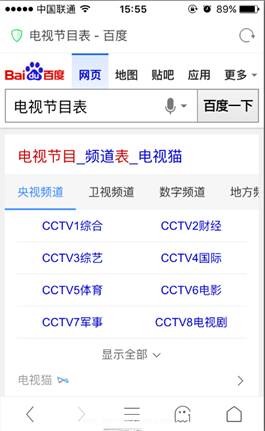 中国联通 15:55 89%
电视节目表 - 百度
Bai 百度 网页 地图 贴吧 应用 更多
电视节目表 百度一下
电视节目_频道表_电视猫
央视频道 卫视频道 数字频道 地方频
CCTV1综合 CCTV2财经
CCTV3综艺 CCTV4国际
CCTV5体育 CCTV6电影
CCTV7军事 CCTV8电视剧
显示全部
电视猫